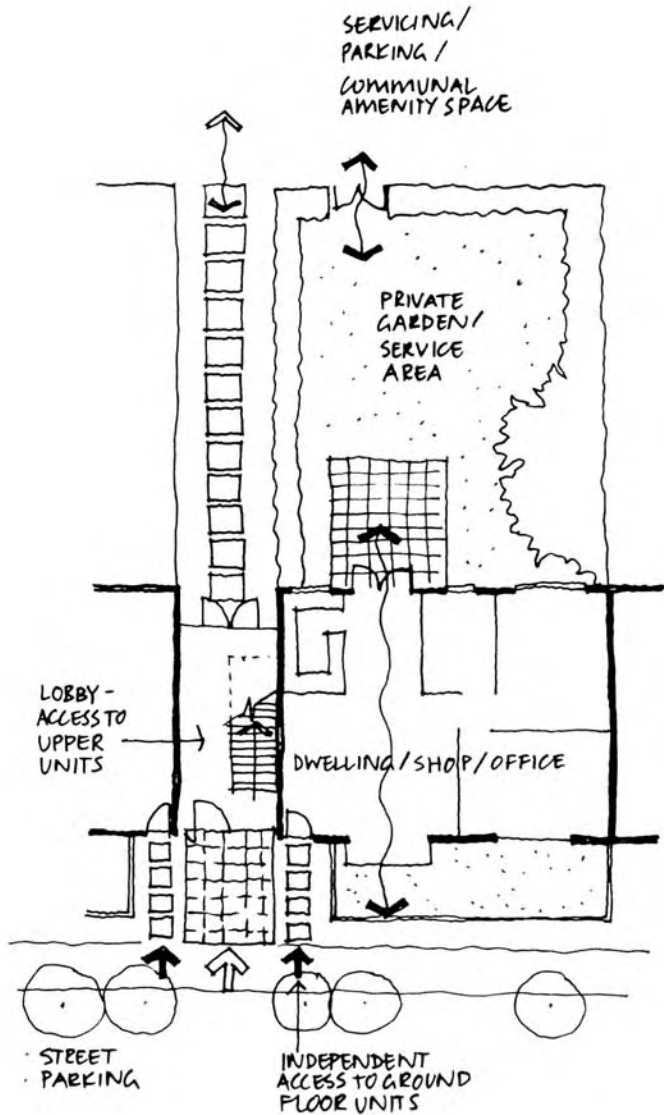 SERVICING/
PARKING/
COMMUNAL
AMENITY SPACE
PRIVATE
GARDEN/
SERVICE
AREA
LOBBY-
ACCESS TO
UPPER
UNITS
DWELLING/SHOP/OFFICE
STREET
PARKING
INDEPENDENT
ACCESS TO GROUND
FLOOR UNITS